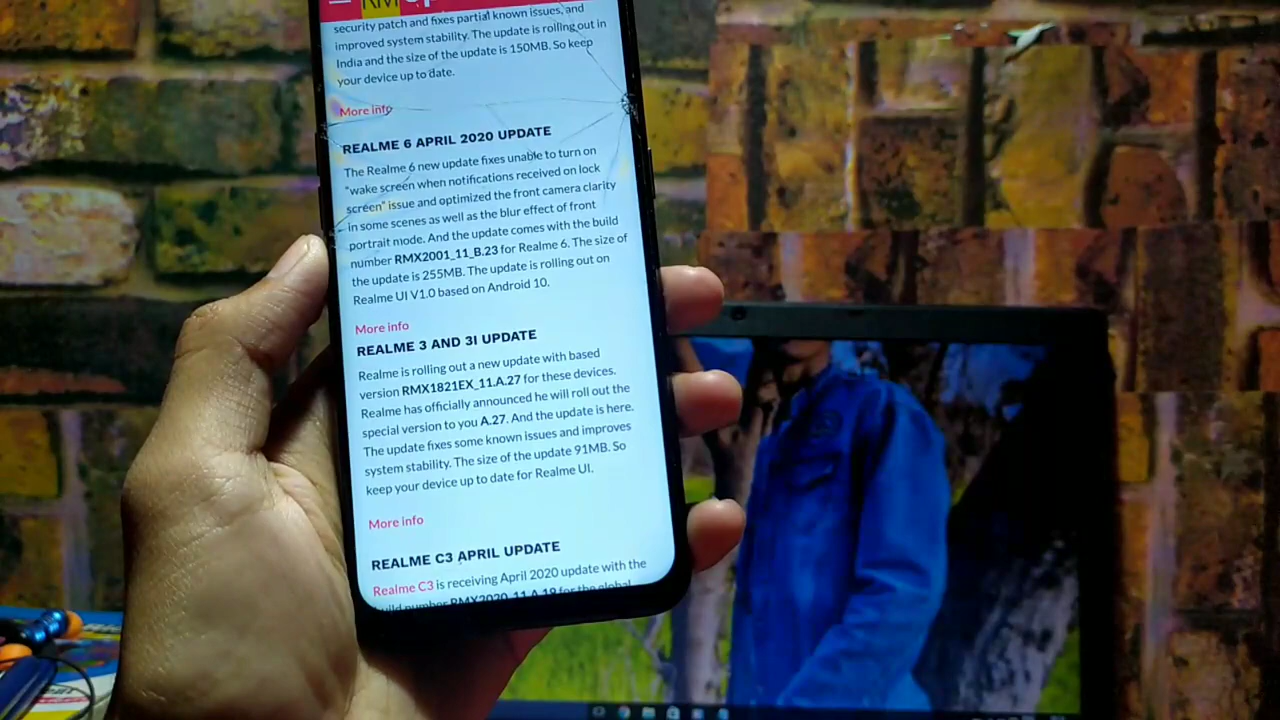 security patch and fixes partial known issues, and
improved system stability. The update is rolling out in
India and the size of the update is 150MB. So keep
your device up to date.
More info
REALME 6 APRIL 2020 UPDATE
The Realme 6 new update fixes unable to turn on
"wake screen when notifications received on lock
screen" issue and optimized the front camera clarity
in some scenes as well as the blur effect of front
portrait mode. And the update comes with the build
number RMX2001_11_B.23 for Realme 6. The size of
the update is 255MB. The update is rolling out on
Realme UI V1.0 based on Android 10.
More info
REALME 3 AND 3I UPDATE
Realme is rolling out a new update with based
version RMX1821EX_11.A.27 for these devices.
Realme has officially announced he will roll out the
special version to you A.27. And the update is here.
The update fixes some known issues and improves
system stability. The size of the update 91MB. So
keep your device up to date for Realme UI.
More info
REALME C3 APRIL UPDATE
Realme C3 is receiving April 2020 update with the
build number RMX2020_11.A.19 for the global